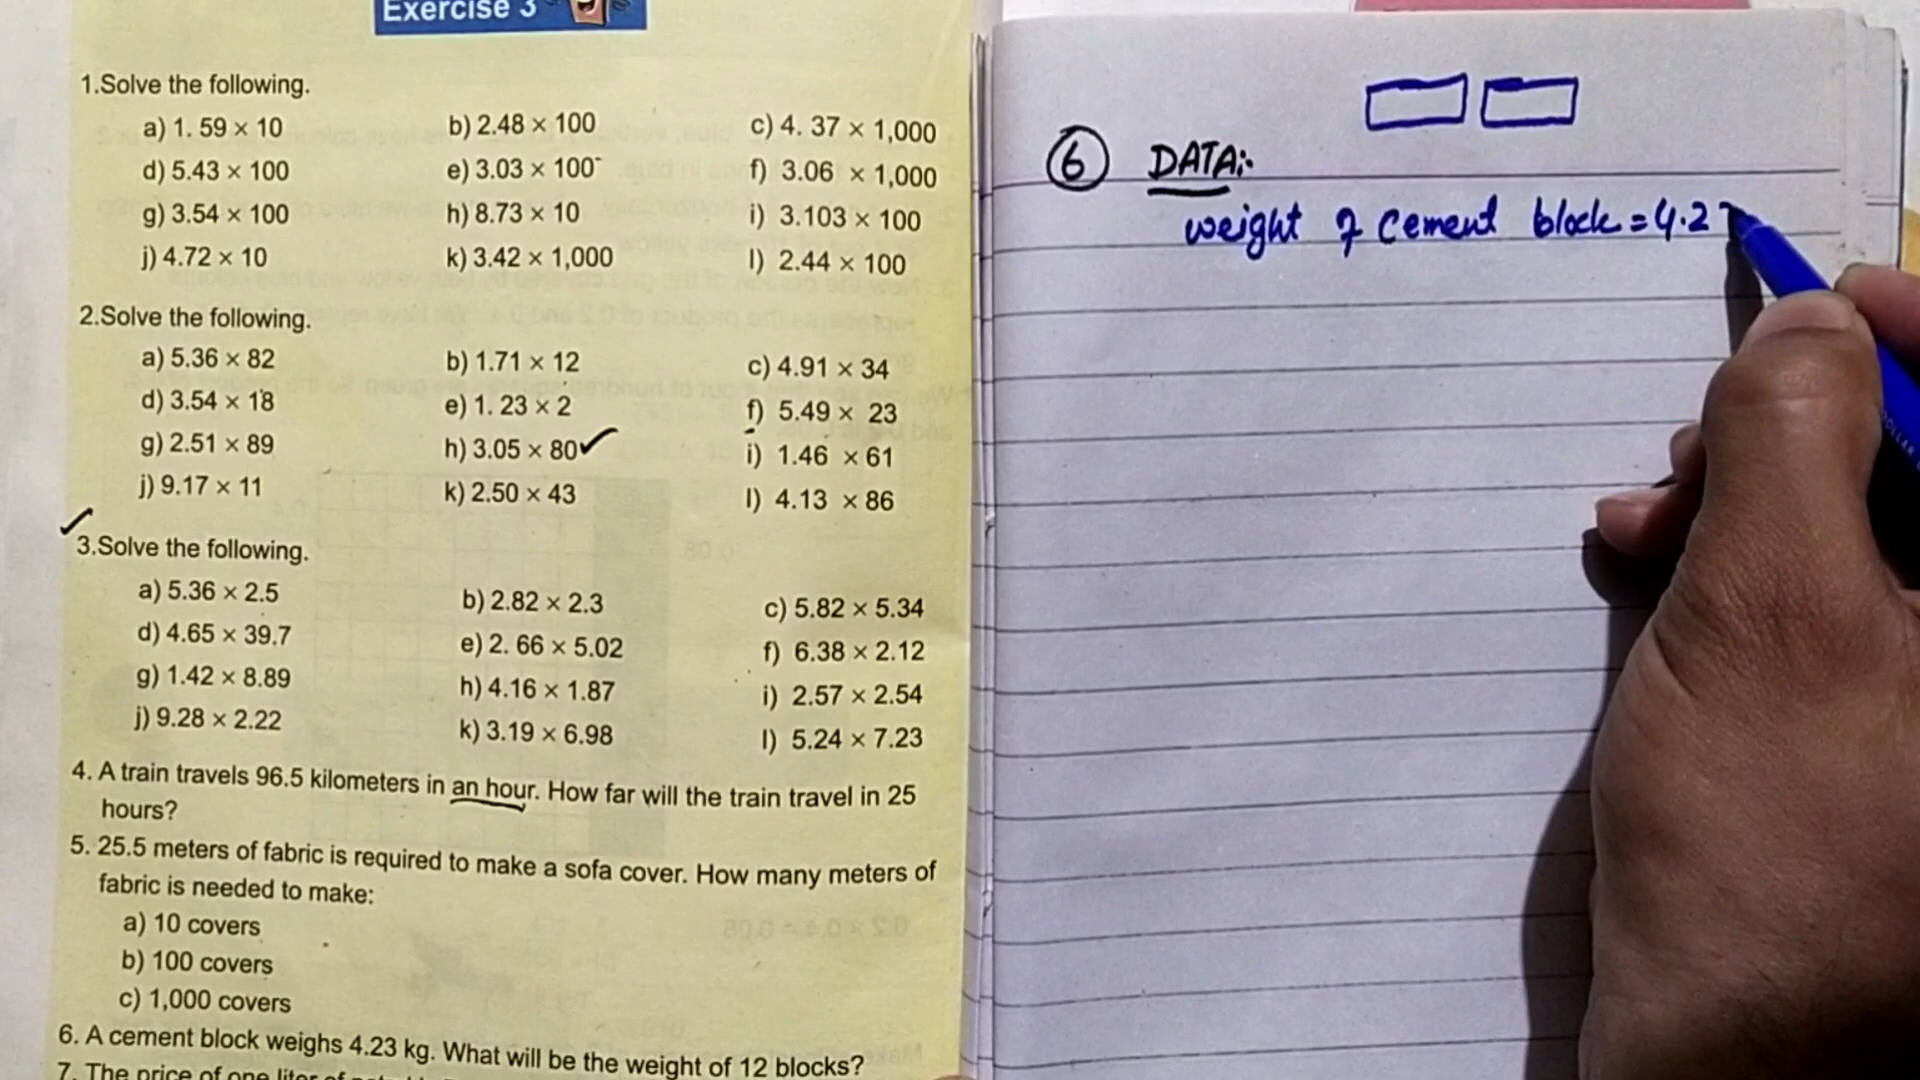 Exercise 3
1.Solve the following.
a) 1. 59 × 10 b) 2.48 × 100 c) 4. 37 × 1,000
d) 5.43 × 100 e) 3.03 × 100 f) 3.06 × 1,000
g) 3.54 × 100 h) 8.73 × 10 i) 3.103 × 100
j) 4.72 × 10 k) 3.42 × 1,000 l) 2.44 × 100
2.Solve the following.
a) 5.36 × 82 b) 1.71 × 12 c) 4.91 × 34
d) 3.54 × 18 e) 1. 23 × 2 f) 5.49 × 23
g) 2.51 × 89 h) 3.05 × 80 i) 1.46 × 61
j) 9.17 × 11 k) 2.50 × 43 l) 4.13 × 86
3.Solve the following.
a) 5.36 × 2.5 b) 2.82 × 2.3 c) 5.82 × 5.34
d) 4.65 × 39.7 e) 2. 66 × 5.02 f) 6.38 × 2.12
g) 1.42 × 8.89 h) 4.16 × 1.87 i) 2.57 × 2.54
j) 9.28 × 2.22 k) 3.19 × 6.98 l) 5.24 × 7.23
4. A train travels 96.5 kilometers in an hour. How far will the train travel in 25
hours?
5. 25.5 meters of fabric is required to make a sofa cover. How many meters of
fabric is needed to make:
a) 10 covers
b) 100 covers
c) 1,000 covers
6. A cement block weighs 4.23 kg. What will be the weight of 12 blocks?
7. The price of one liter of
6 DATA:-
weight of cement block = 4.2
DOLLAR